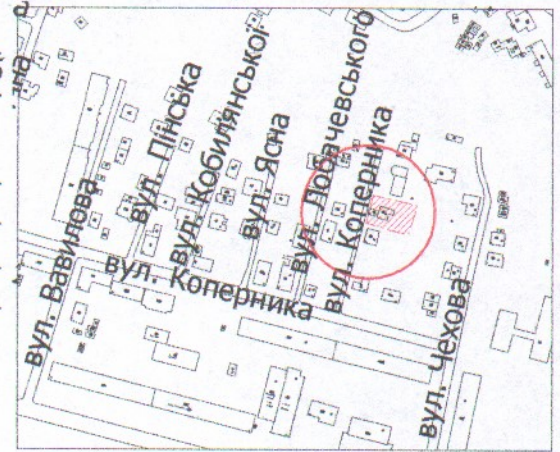 вул. Вавилова
вул. Пінська
вул. Кобилянської
вул. Ясна
вул. Лобачевського
вул. Коперника
вул. Коперника
вул. Чехова